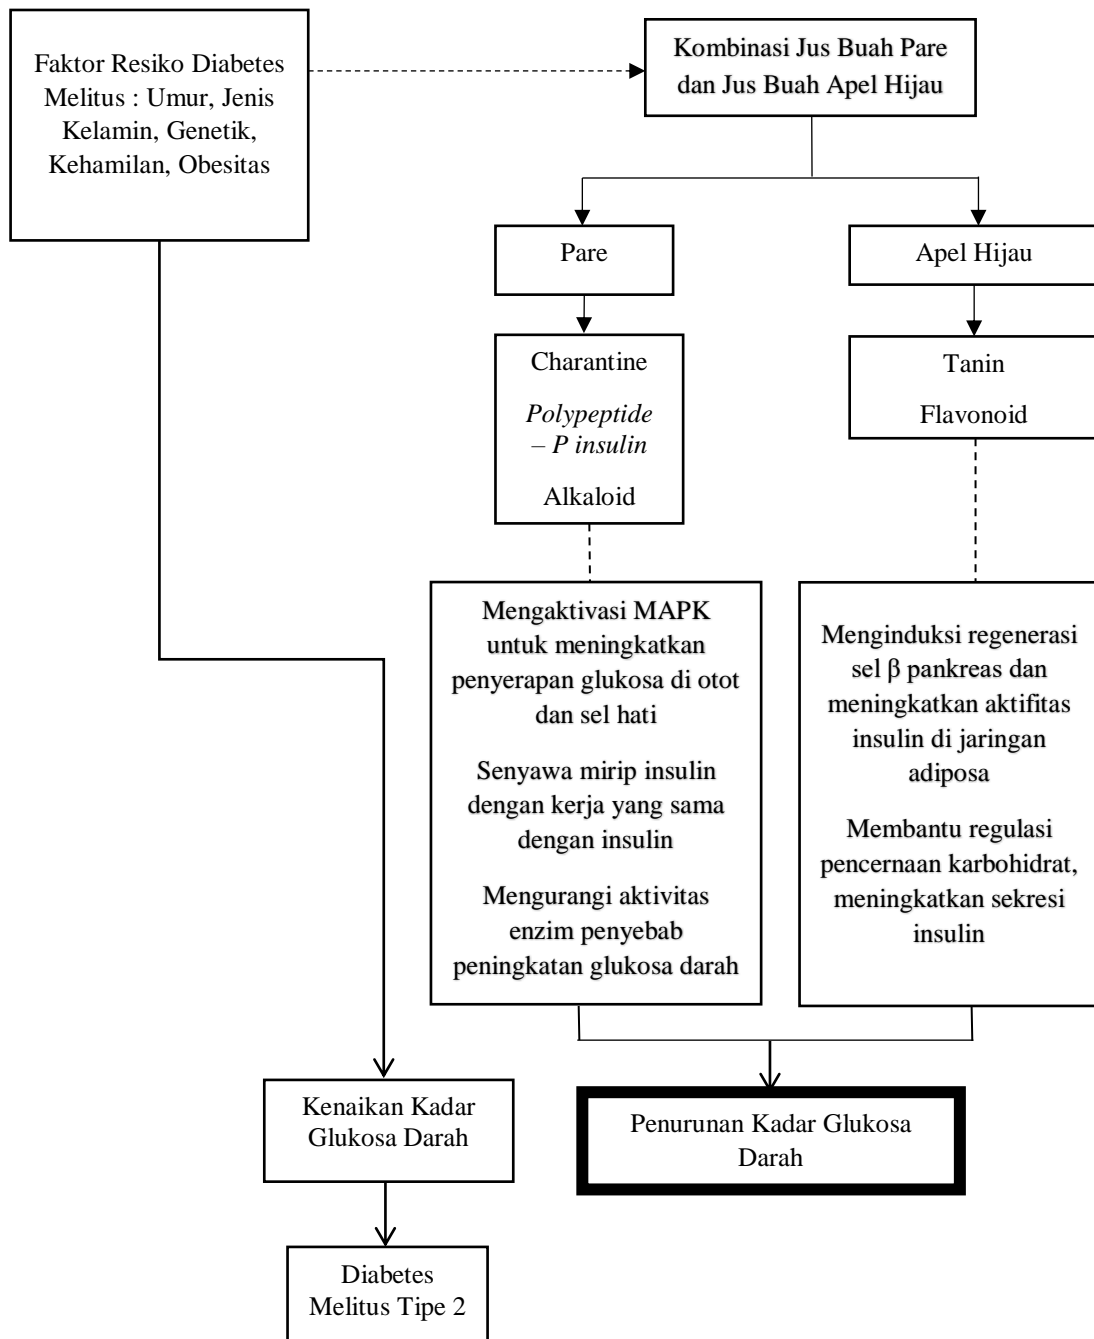 Faktor Resiko Diabetes
Melitus : Umur, Jenis
Kelamin, Genetik,
Kehamilan, Obesitas
Kombinasi Jus Buah Pare
dan Jus Buah Apel Hijau
Pare
Apel Hijau
Charantine
Polypeptide
– P insulin
Alkaloid
Tanin
Flavonoid
Mengaktivasi MAPK
untuk meningkatkan
penyerapan glukosa di otot
dan sel hati
Senyawa mirip insulin
dengan kerja yang sama
dengan insulin
Mengurangi aktivitas
enzim penyebab
peningkatan glukosa darah
Menginduksi regenerasi
sel β pankreas dan
meningkatkan aktifitas
insulin di jaringan
adiposa
Membantu regulasi
pencernaan karbohidrat,
meningkatkan sekresi
insulin
Kenaikan Kadar
Glukosa Darah
Penurunan Kadar Glukosa
Darah
Diabetes
Melitus Tipe 2